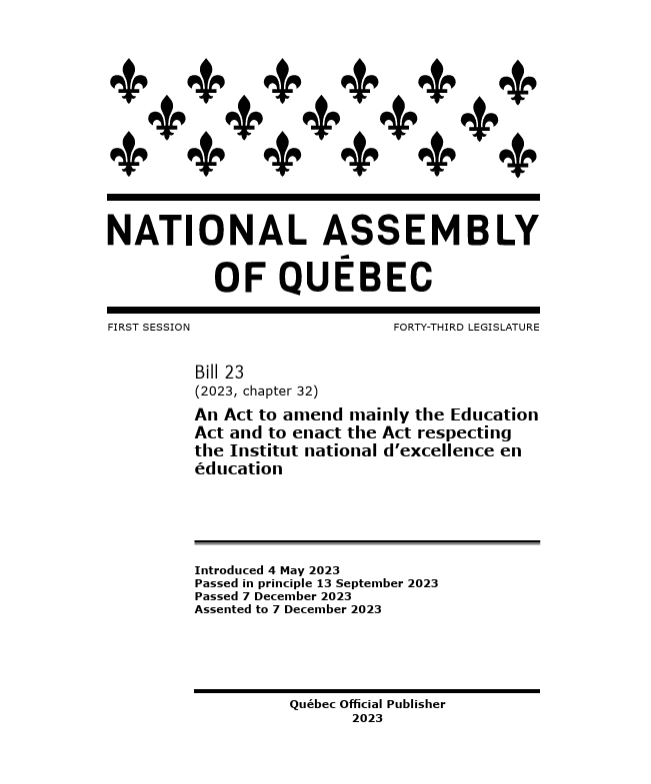 NATIONAL ASSEMBLY
OF QUÉBEC
FIRST SESSION
FORTY-THIRD LEGISLATURE
Bill 23
(2023, chapter 32)
An Act to amend mainly the Education
Act and to enact the Act respecting
the Institut national d’excellence en
éducation
Introduced 4 May 2023
Passed in principle 13 September 2023
Passed 7 December 2023
Assented to 7 December 2023
Québec Official Publisher
2023